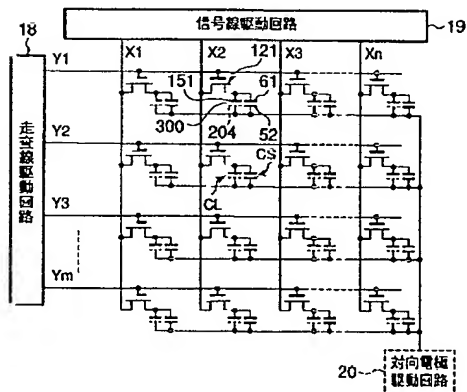 信号線駆動回路
19
18
X1 X2 X3 Xn
Y1
121
151 61
300
204 52
走査線駆動回路
Y2
CS
CL
Y3
Ym
20
対向電極
駆動回路